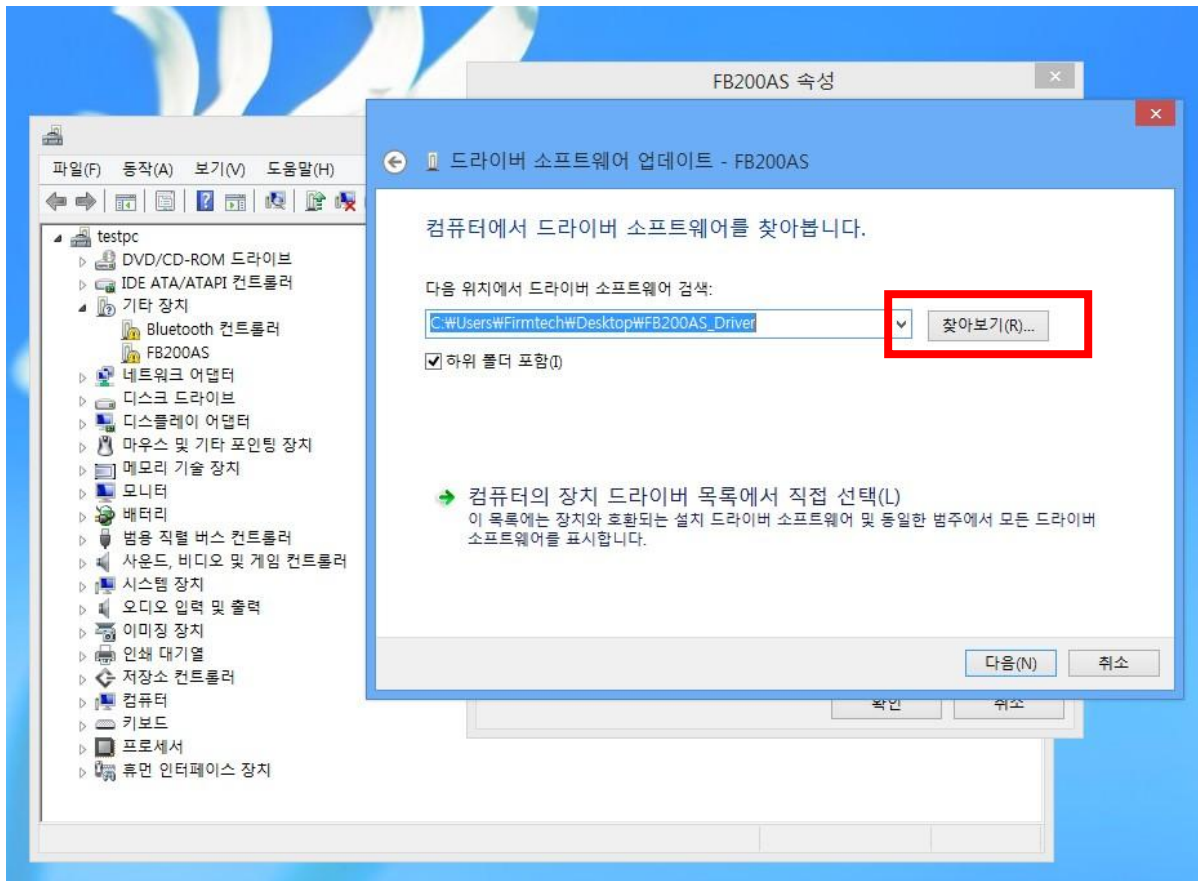 FB200AS 속성
드라이버 소프트웨어 업데이트 - FB200AS
파일(F) 동작(A) 보기(V) 도움말(H)
testpc
DVD/CD-ROM 드라이브
IDE ATA/ATAPI 컨트롤러
기타 장치
Bluetooth 컨트롤러
FB200AS
네트워크 어댑터
디스크 드라이브
디스플레이 어댑터
마우스 및 기타 포인팅 장치
메모리 기술 장치
모니터
배터리
범용 직렬 버스 컨트롤러
사운드, 비디오 및 게임 컨트롤러
시스템 장치
오디오 입력 및 출력
이미징 장치
인쇄 대기열
저장소 컨트롤러
컴퓨터
키보드
프로세서
휴먼 인터페이스 장치
컴퓨터에서 드라이버 소프트웨어를 찾아봅니다.
다음 위치에서 드라이버 소프트웨어 검색:
C:₩Users₩Firmtech₩Desktop₩FB200AS_Driver
찾아보기(R)...
하위 폴더 포함(I)
컴퓨터의 장치 드라이버 목록에서 직접 선택(L)
이 목록에는 장치와 호환되는 설치 드라이버 소프트웨어 및 동일한 범주에서 모든 드라이버
소프트웨어를 표시합니다.
다음(N) 취소
확인 취소